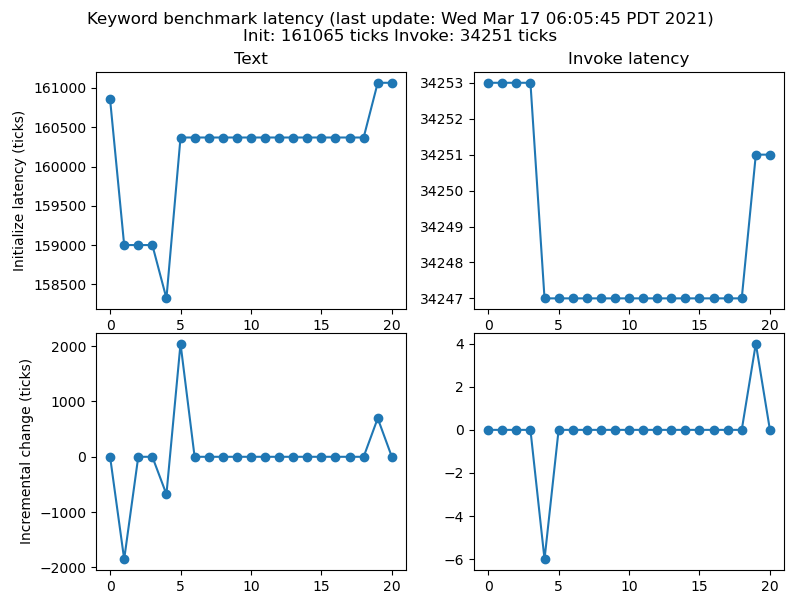 Keyword benchmark latency (last update: Wed Mar 17 06:05:45 PDT 2021)
Init: 161065 ticks Invoke: 34251 ticks
Text
Initialize latency (ticks)
161000
160500
160000
159500
159000
158500
0 5 10 15 20
Invoke latency
34253
34252
34251
34250
34249
34248
34247
0 5 10 15 20
Incremental change (ticks)
2000
1000
0
−1000
−2000
0 5 10 15 20
4
2
0
−2
−4
−6
0 5 10 15 20